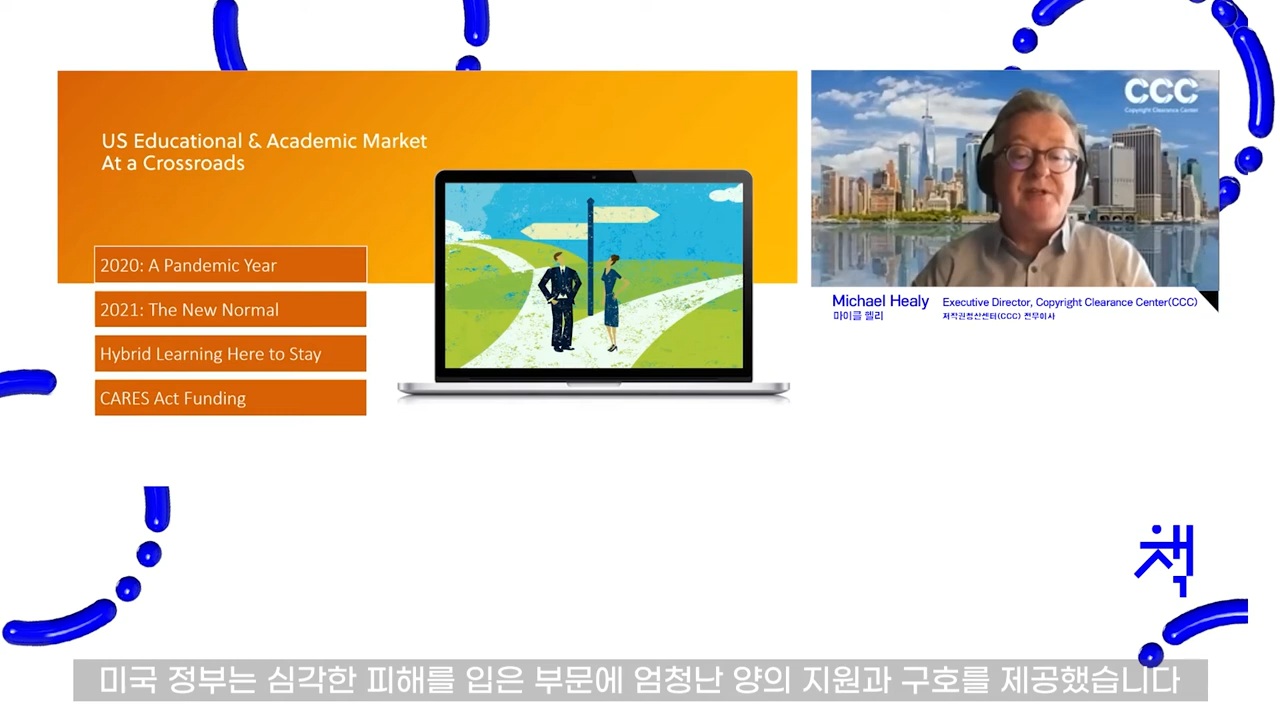 US Educational & Academic Market
At a Crossroads
2020: A Pandemic Year
2021: The New Normal
Hybrid Learning Here to Stay
CARES Act Funding
CCC
Copyright Clearance Center
Michael Healy
마이클 힐리
Executive Director, Copyright Clearance Center(CCC)
저작권정산센터(CCC) 전무이사
책
미국 정부는 심각한 피해를 입은 부문에 엄청난 양의 지원과 구호를 제공했습니다